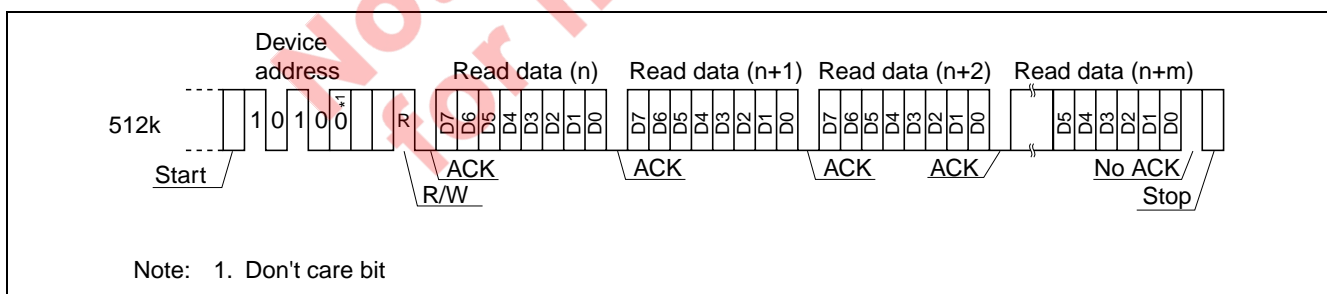 Device
address
Read data (n) Read data (n+1) Read data (n+2) Read data (n+m)
512k 1 0 1 0 0 *1 R D7 D6 D5 D4 D3 D2 D1 D0 D7 D6 D5 D4 D3 D2 D1 D0 D7 D6 D5 D4 D3 D2 D1 D0 D5 D4 D3 D2 D1 D0
Start ACK ACK ACK ACK No ACK
R/W Stop
Note: 1. Don't care bit